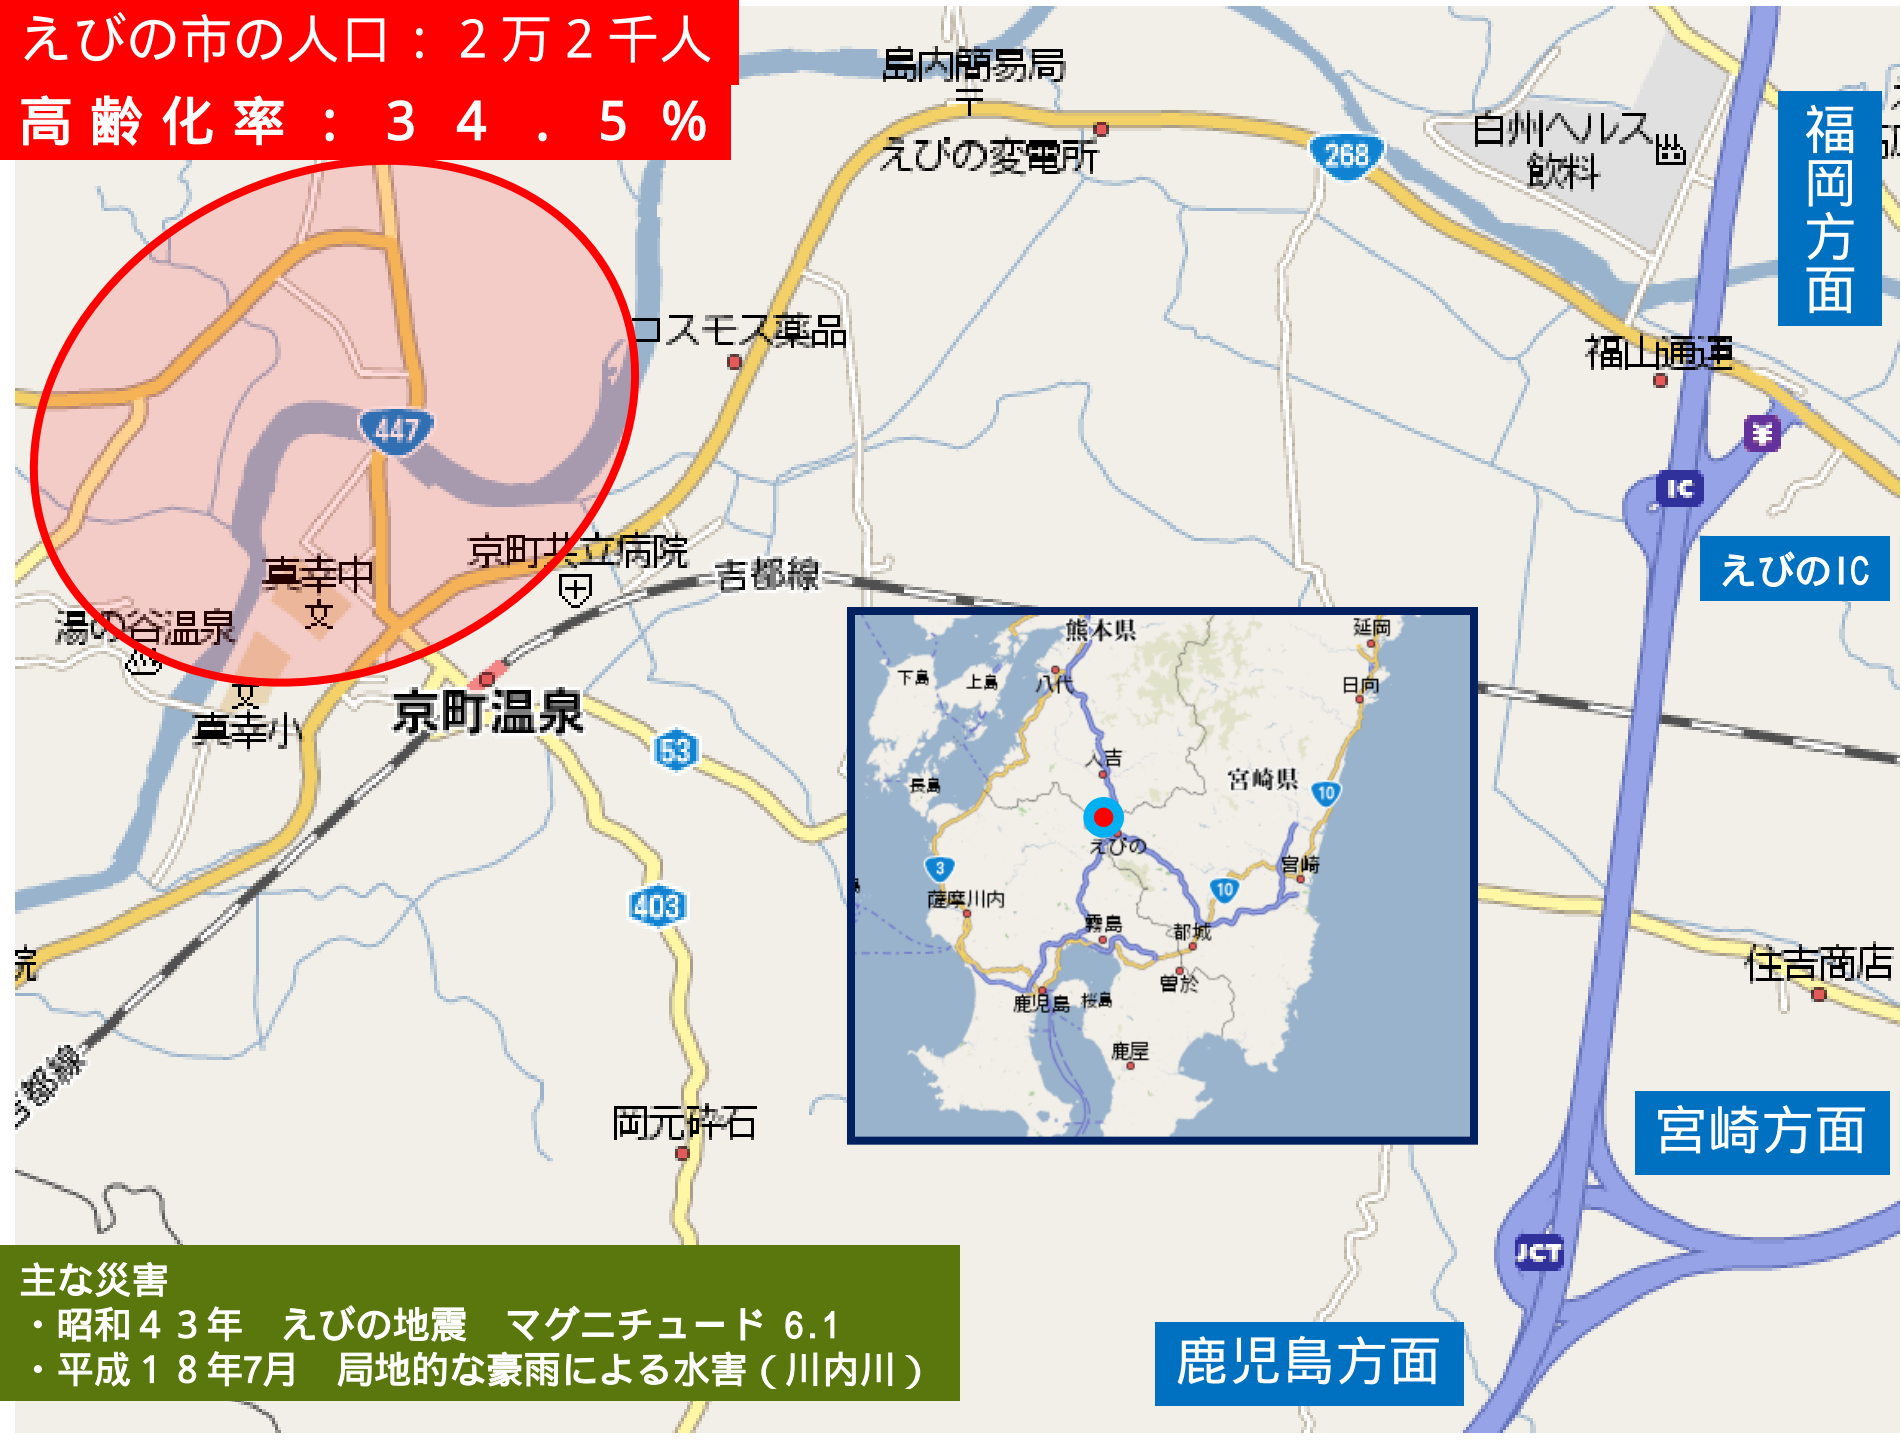 えびの市の人口：２万２千人
高齢化率：３４．５％
島内簡易局
えびの変電所
268
白州ヘルス
飲料
福岡方面
コスモス薬品
福山通運
447
IC
えびのIC
京町共立病院
真幸中
文
吉都線
湯の谷温泉
文
真幸小
京町温泉
53
403
熊本県
延岡
下島
上島
八代
日向
人吉
長島
宮崎県
10
えびの
3
宮崎
10
薩摩川内
霧島
都城
曽於
鹿児島
桜島
鹿屋
院
住吉商店
都線
岡元砕石
宮崎方面
JCT
主な災害
・昭和４３年　えびの地震　マグニチュード 6.1
・平成１８年7月　局地的な豪雨による水害（川内川）
鹿児島方面